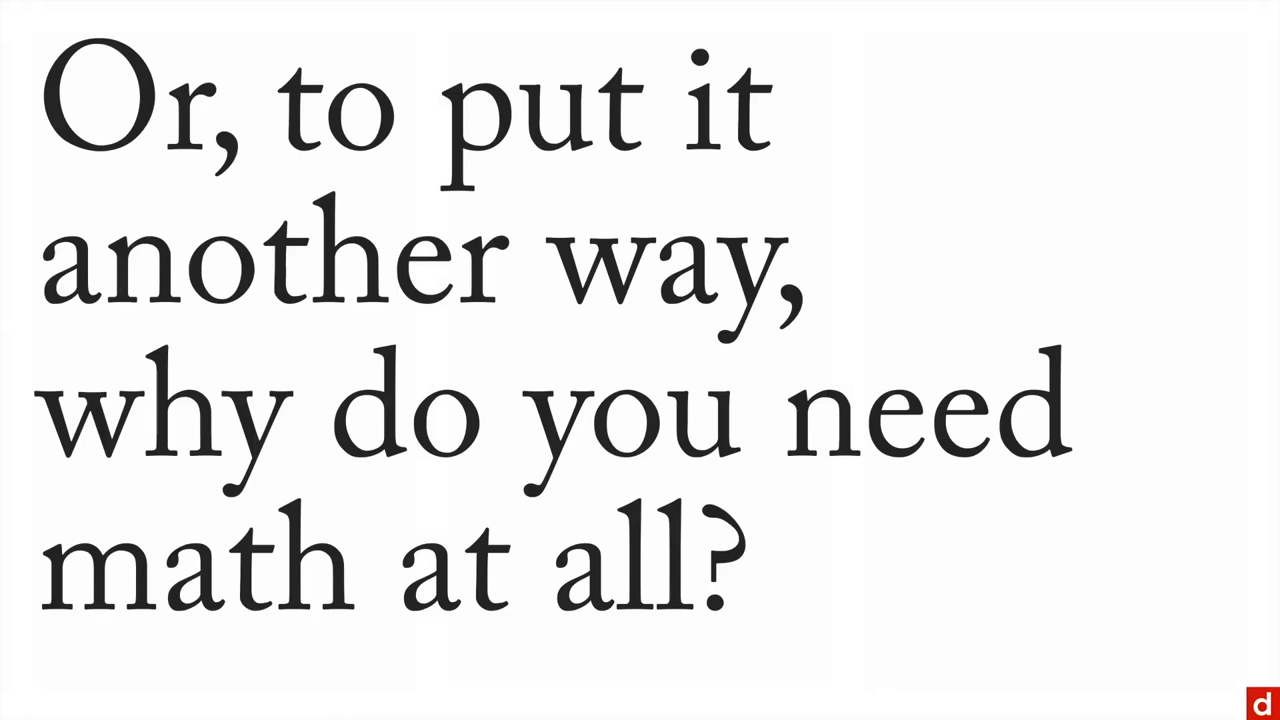 Or, to put it
another way,
why do you need
math at all?
d